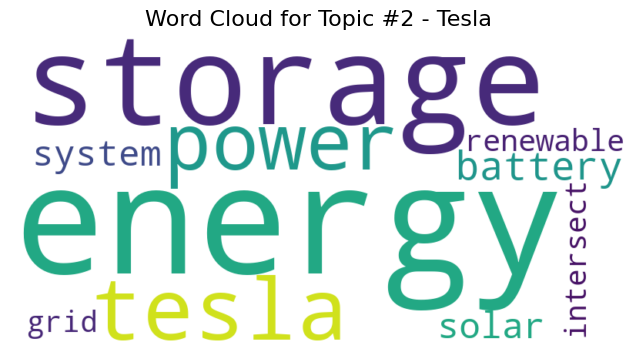 Word Cloud for Topic #2 - Tesla
storage
power
renewable
system
battery
energy
intersect
tesla
grid
solar